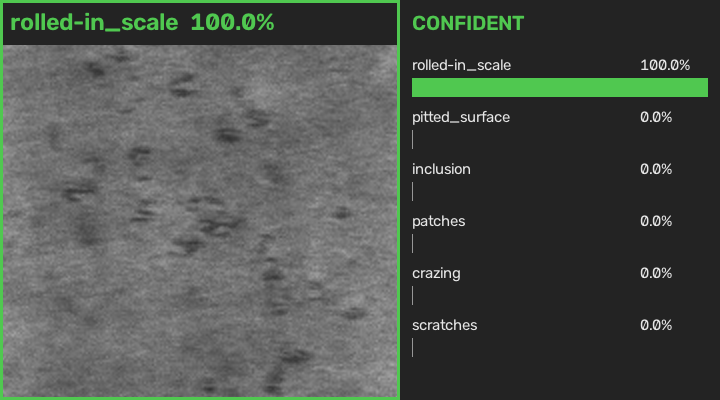 rolled-in_scale 100.0%
CONFIDENT
rolled-in_scale 100.0%
pitted_surface 0.0%
inclusion 0.0%
patches 0.0%
crazing 0.0%
scratches 0.0%